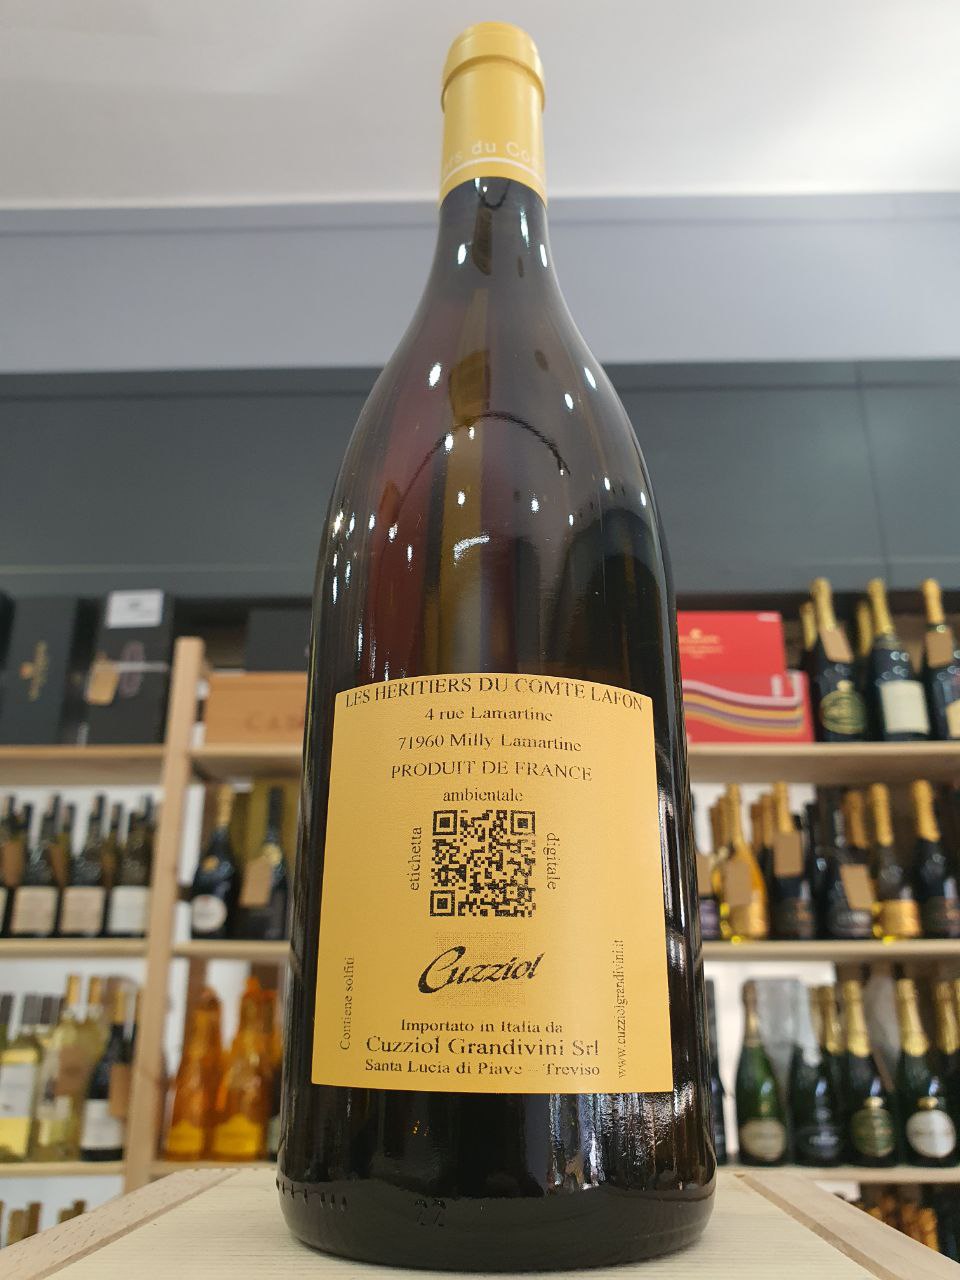 du
LES HERITIERS DU COMTE LAFON
4 rue Lamartine
71960 Milly Lamartine
PRODUIT DE FRANCE
ambientale
etichetta
digitale
Cuzziol
Contiene solfiti
www.cuzziolgrandivini.it
Importato in Italia da
Cuzziol Grandivini Srl
Santa Lucia di Piave – Treviso